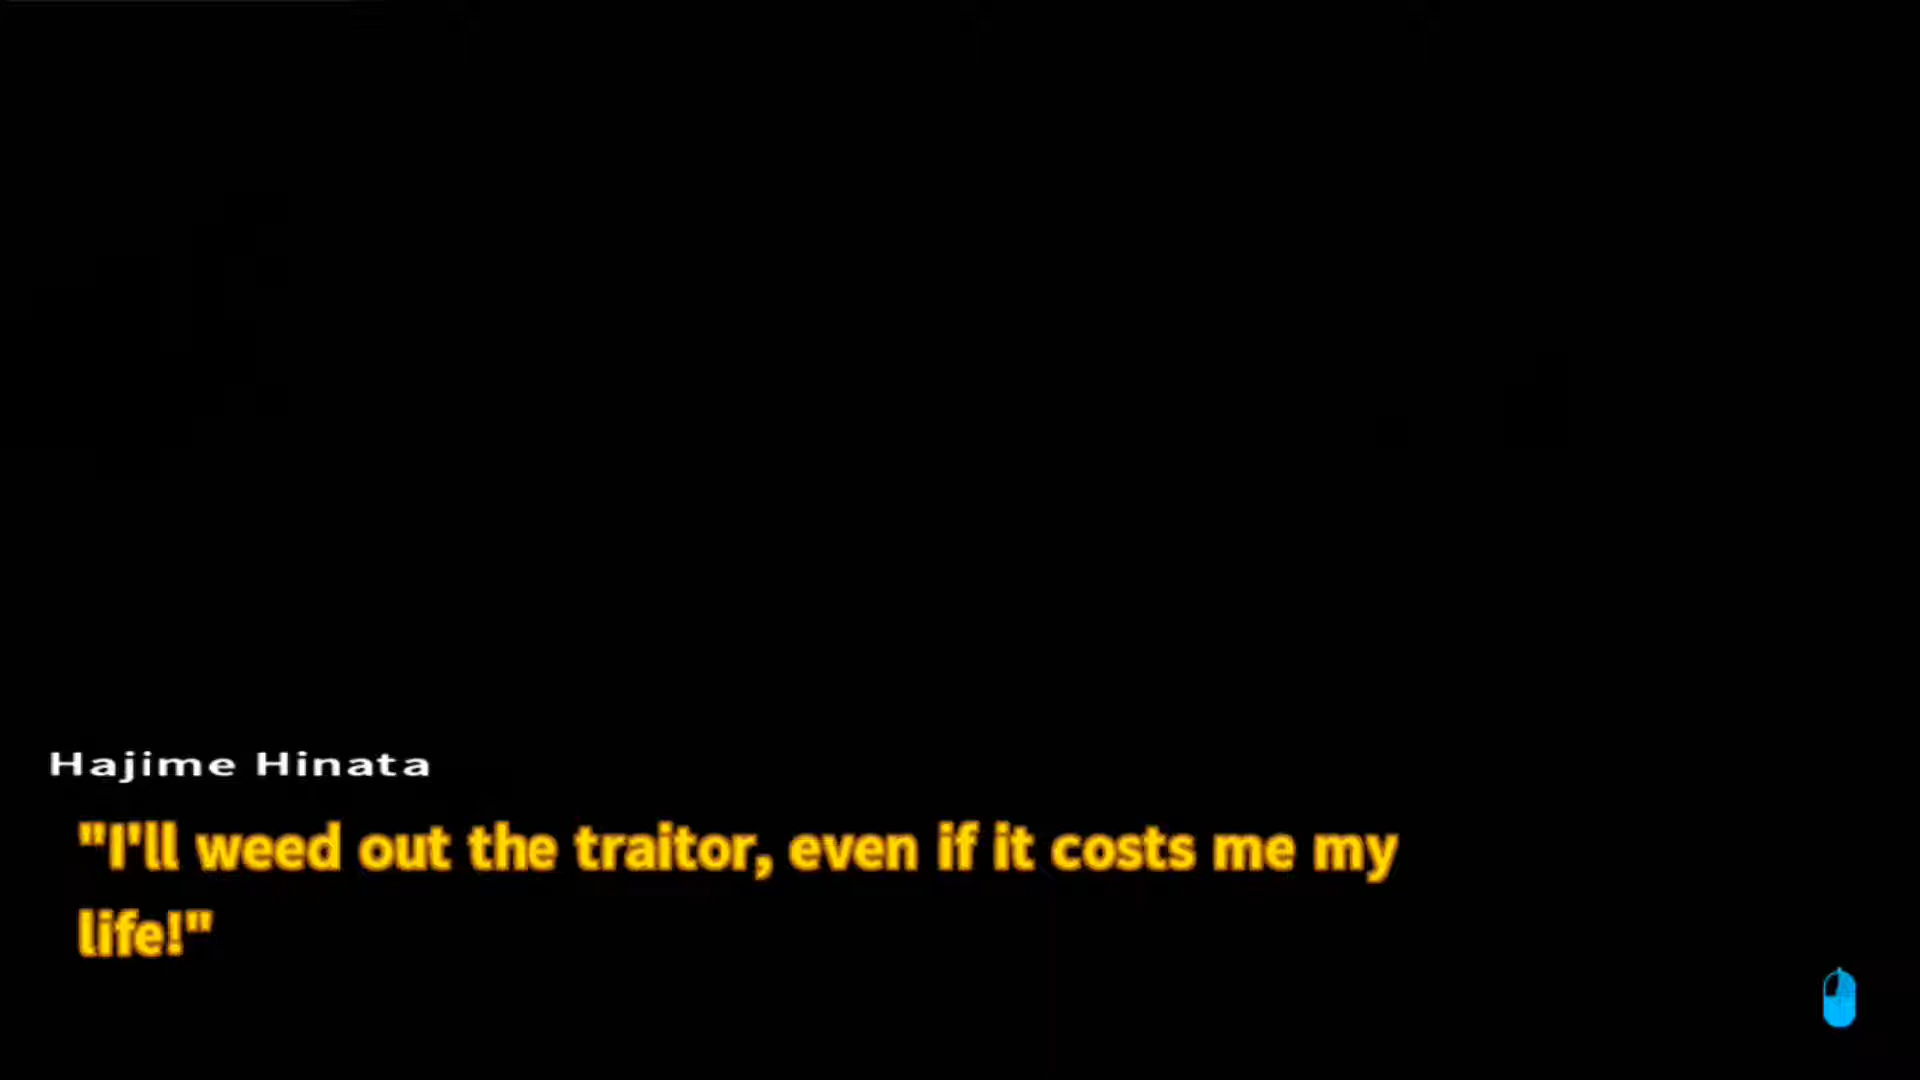 Hajime Hinata
"I'll weed out the traitor, even if it costs me my
life!"